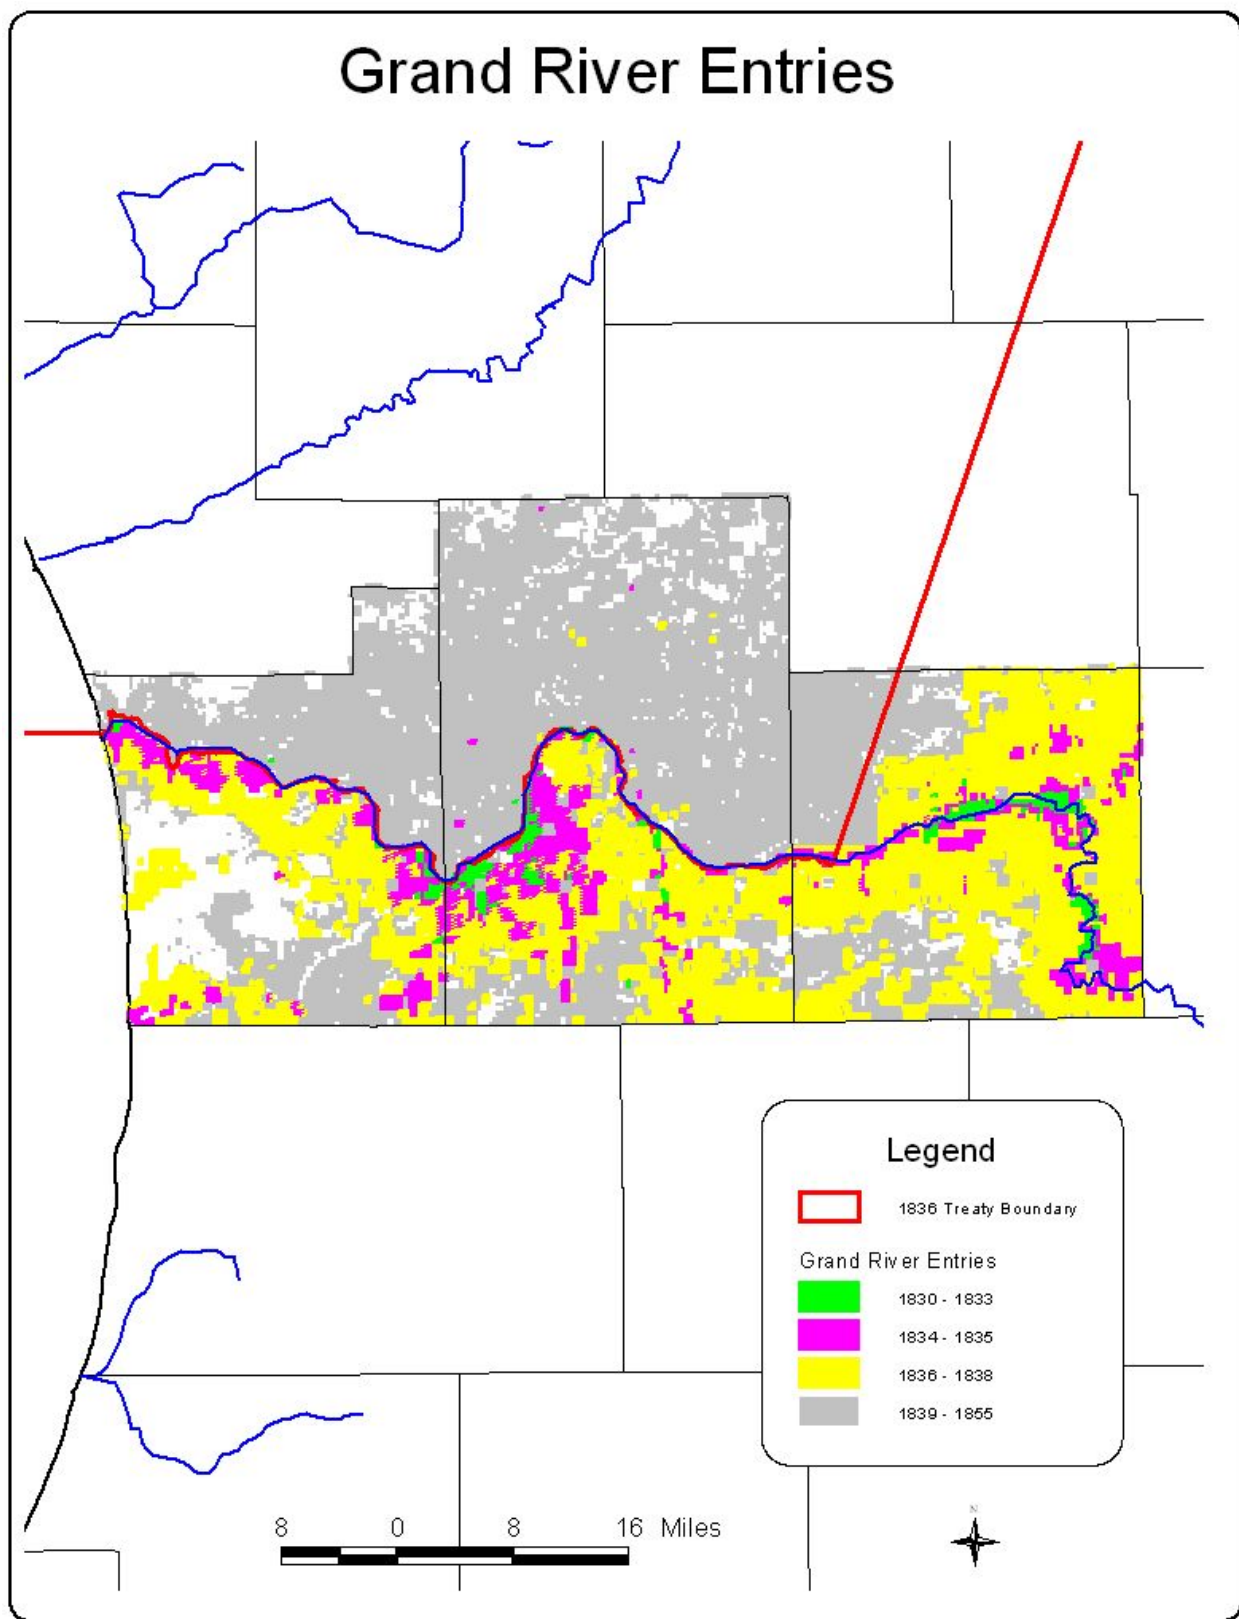 Grand River Entries
Legend
1836 Treaty Boundary
Grand River Entries
1830 - 1833
1834 - 1835
1836 - 1838
1839 - 1855
8 0 8 16 Miles
N